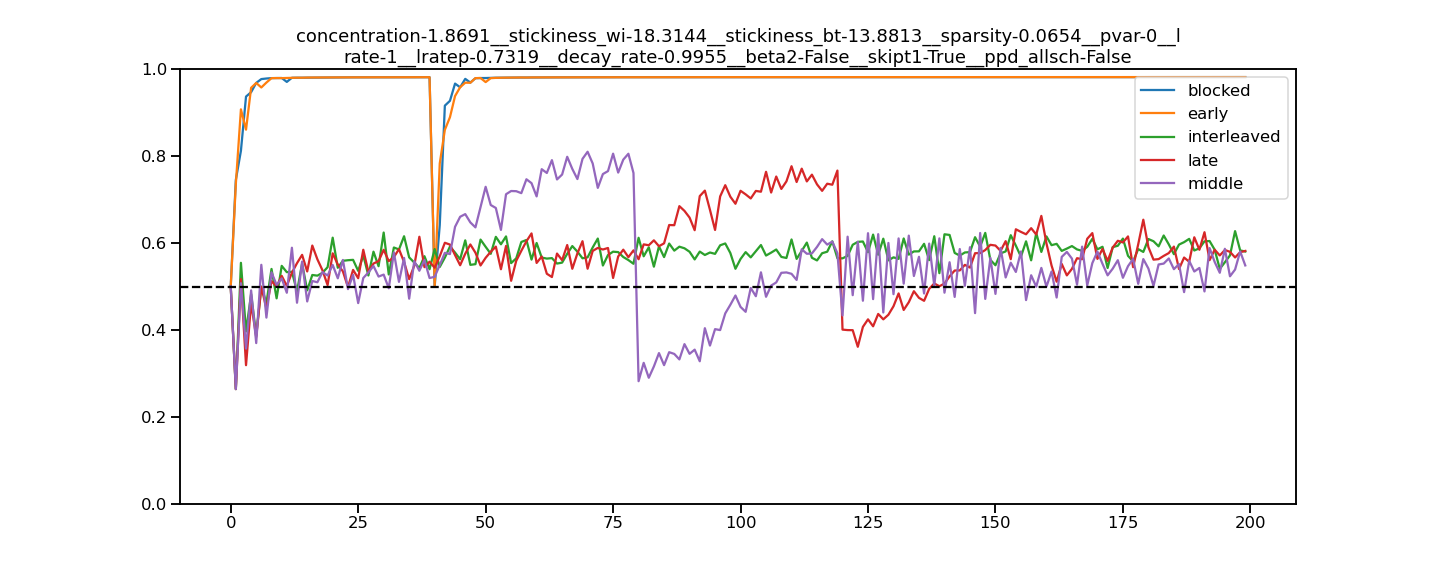 concentration-1.8691__stickiness_wi-18.3144__stickiness_bt-13.8813__sparsity-0.0654__pvar-0__l
rate-1__lratep-0.7319__decay_rate-0.9955__beta2-False__skipt1-True__ppd_allsch-False
1.0
0.8
0.6
0.4
0.2
0.0
blocked
early
interleaved
late
middle
0 25 50 75 100 125 150 175 200